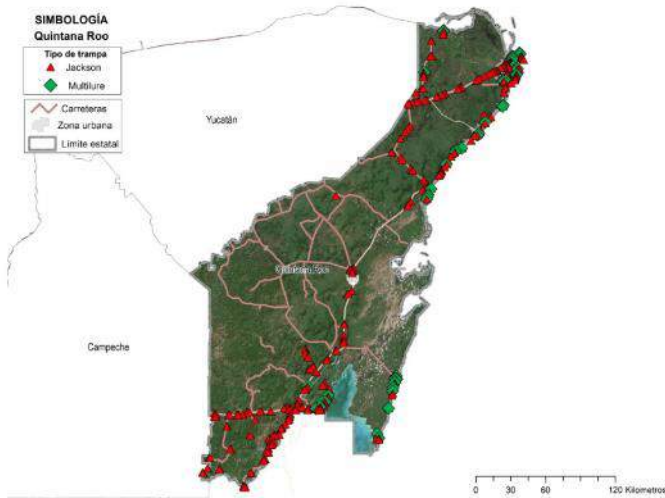 SIMBOLOGÍA
Quintana Roo
Tipo de trampa
Jackson
Multilure
Carreteras
Zona urbana
Límite estatal
Yucatán
Quintana Roo
Campeche
0 30 60 120 Kilometros